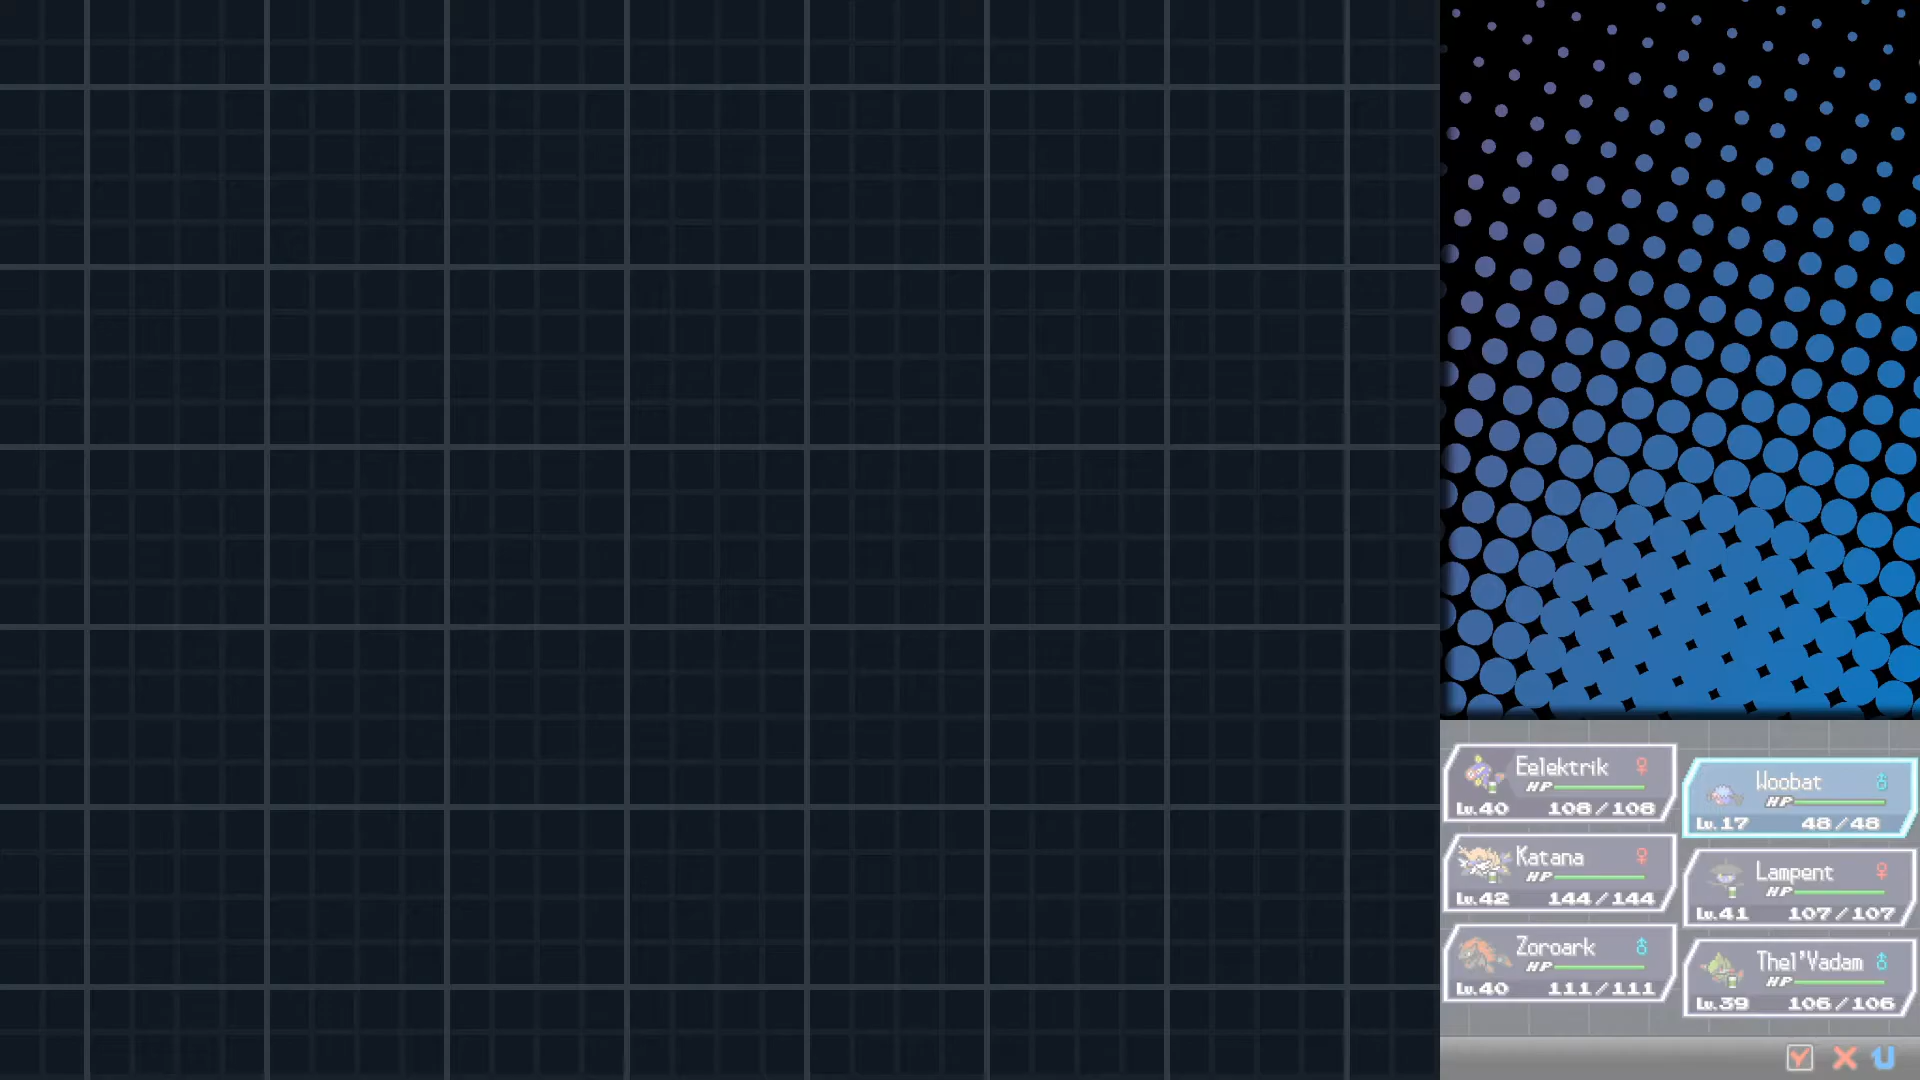 Eelektrik ♀
HP
Lv.40 108/108
Woobat ♂
HP
Lv.17 48/48
Katana ♀
HP
Lv.42 144/144
Lampent ♀
HP
Lv.41 107/107
Zoroark ♂
HP
Lv.40 111/111
Thel'Vadam ♂
HP
Lv.39 106/106